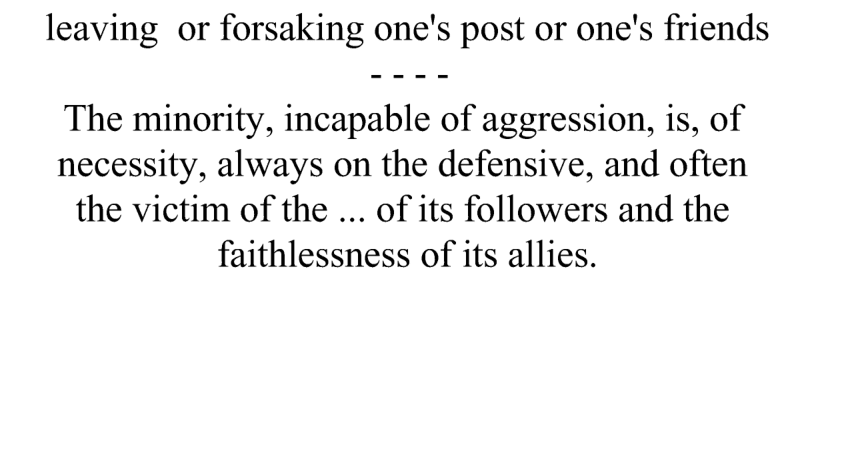 leaving  or forsaking one's post or one's friends
- - - -
The minority, incapable of aggression, is, of
necessity, always on the defensive, and often
the victim of the ... of its followers and the
faithlessness of its allies.